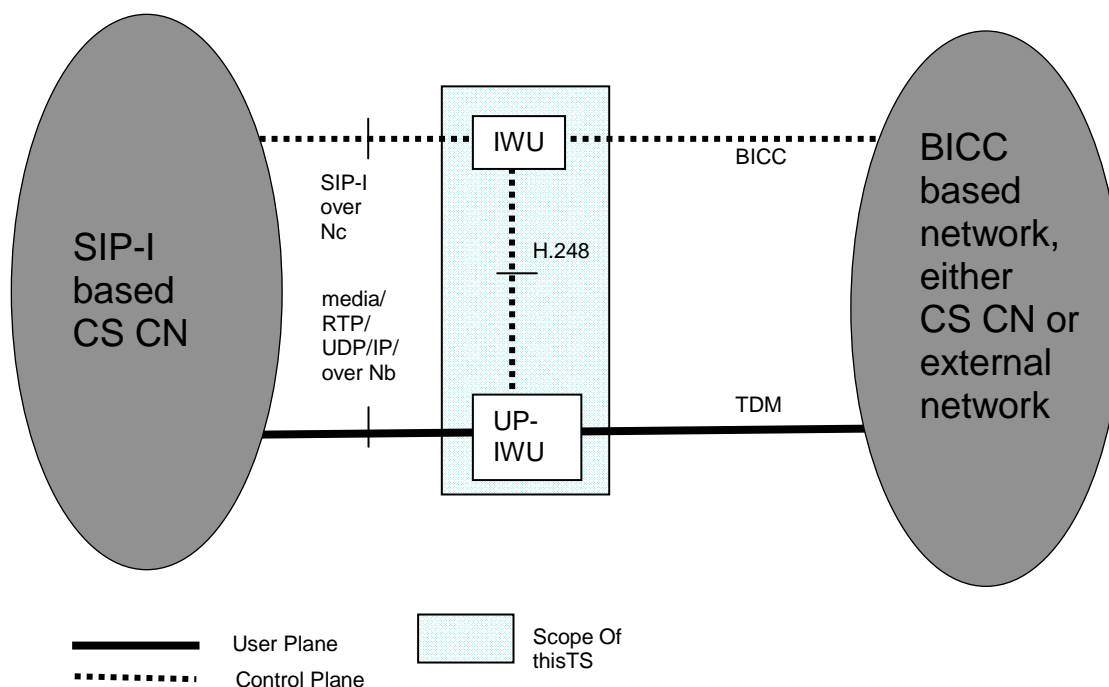 SIP-I
based
CS CN
SIP-I
over
Nc
media/
RTP/
UDP/IP/
over Nb
IWU
H.248
UP-
IWU
BICC
TDM
BICC
based
network,
either
CS CN or
external
network
User Plane
Control Plane
Scope Of
thisTS